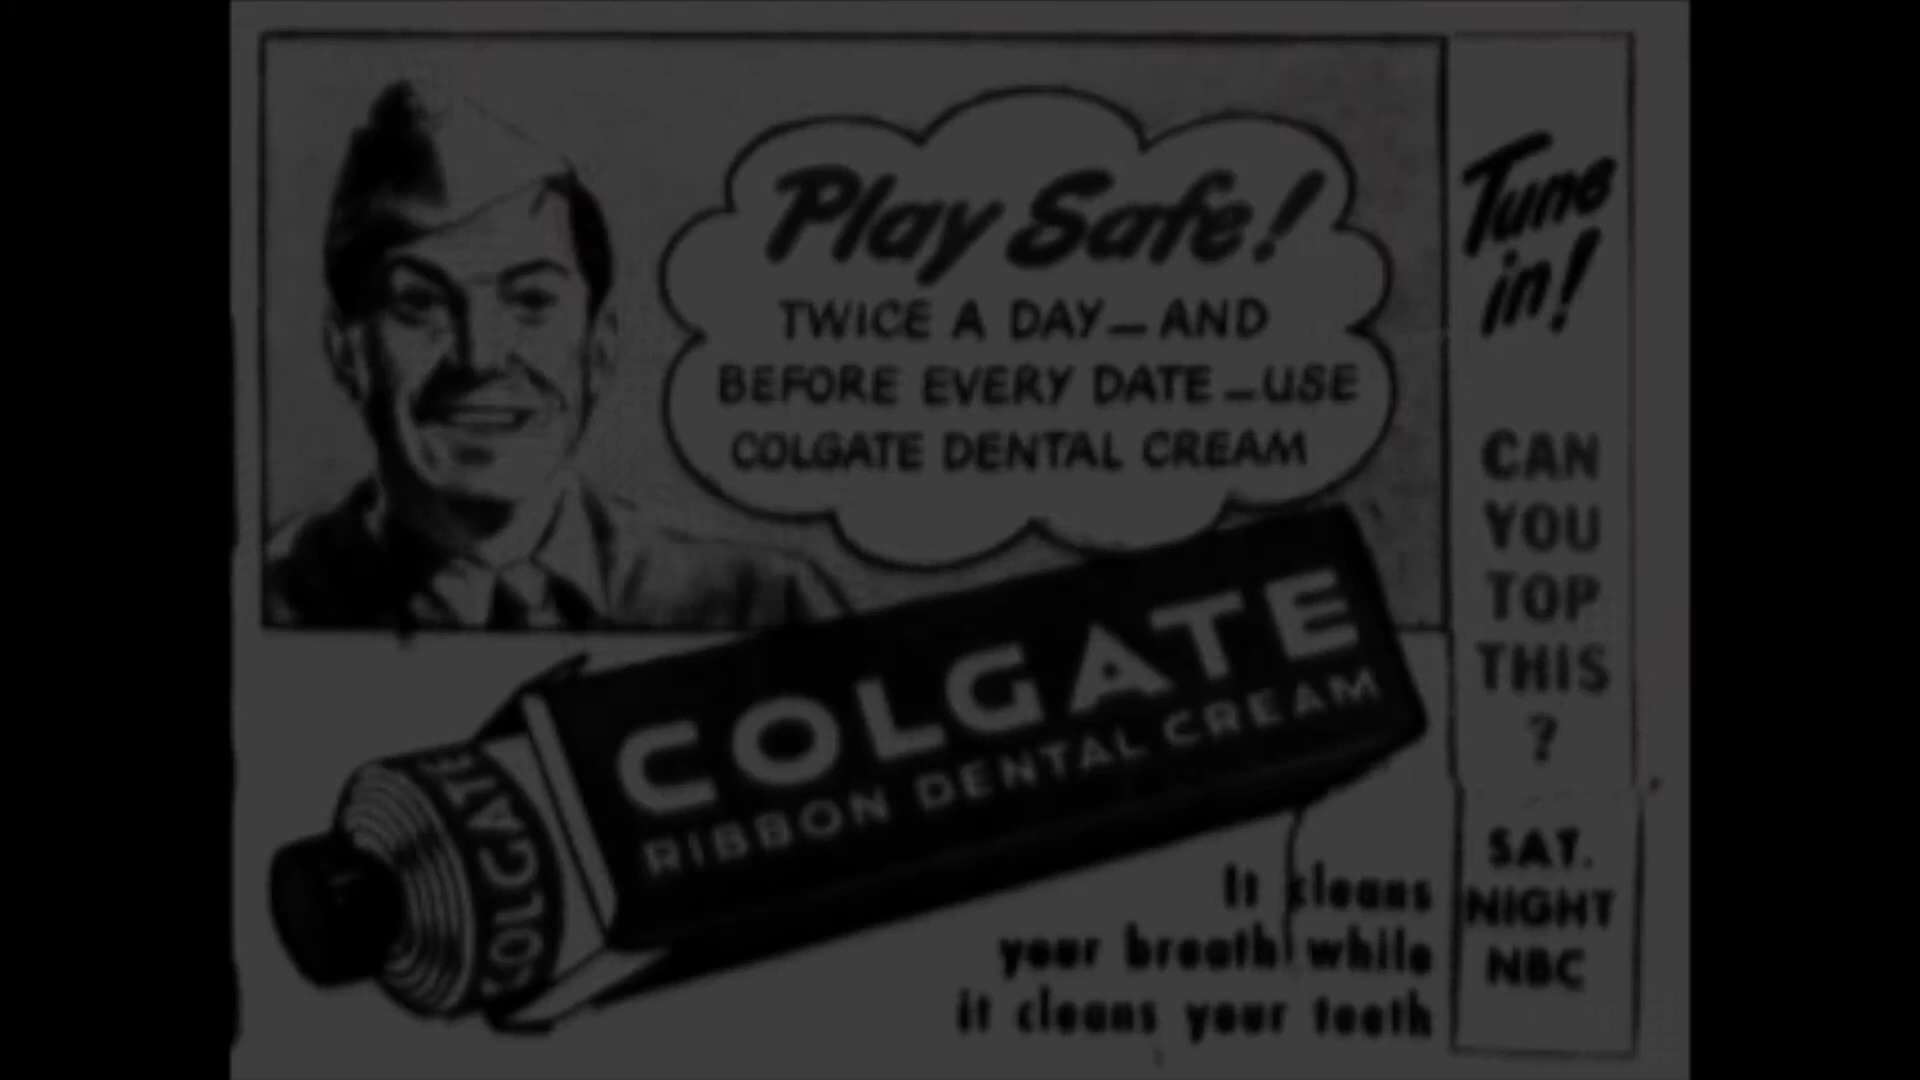 Play Safe!
TWICE A DAY — AND
BEFORE EVERY DATE — USE
COLGATE DENTAL CREAM
COLGATE
RIBBON DENTAL CREAM
COLGATE
It cleans
your breath while
it cleans your teeth
Tune
in!
CAN
YOU
TOP
THIS
?
SAT.
NIGHT
NBC